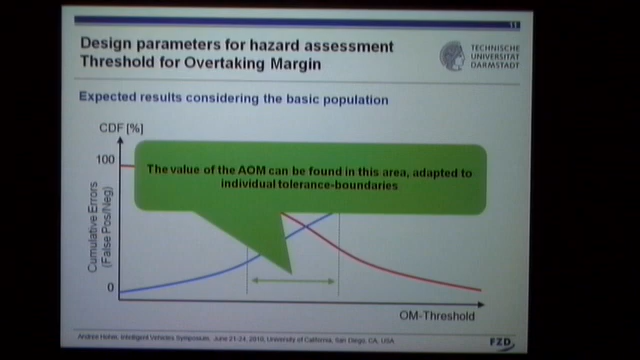 11
Design parameters for hazard assessment
Threshold for Overtaking Margin
TECHNISCHE
UNIVERSITÄT
DARMSTADT
Expected results considering the basic population
CDF [%]
100
The value of the AOM can be found in this area, adapted to
individual tolerance-boundaries
Cumulative Errors
(False Pos/Neg)
0
OM-Threshold
Intelligent Vehicles Symposium, June 21-24, 2010, University of California, San Diego, CA, USA
FZD